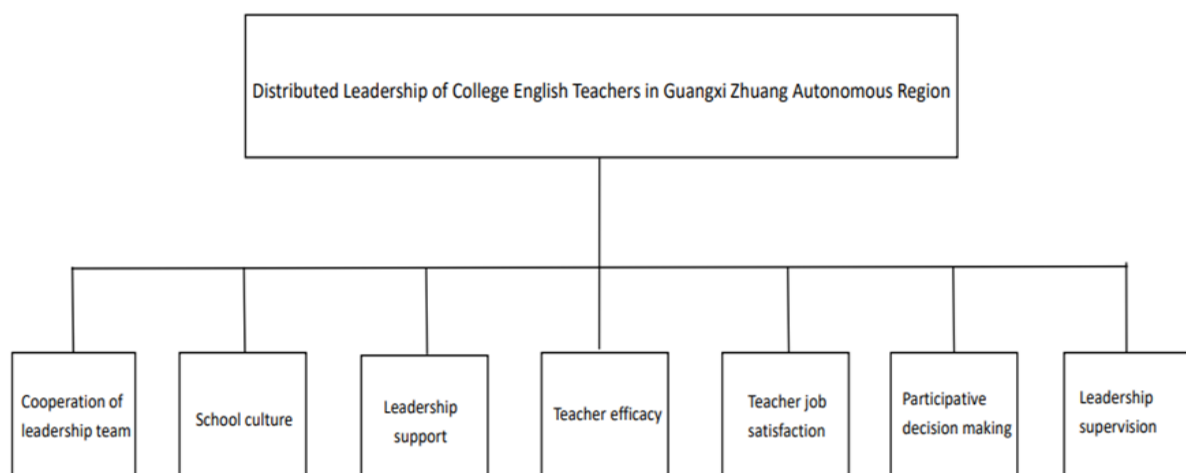 Distributed Leadership of College English Teachers in Guangxi Zhuang Autonomous Region
Cooperation of
leadership team
School culture
Leadership
support
Teacher efficacy
Teacher job
satisfaction
Participative
decision making
Leadership
supervision